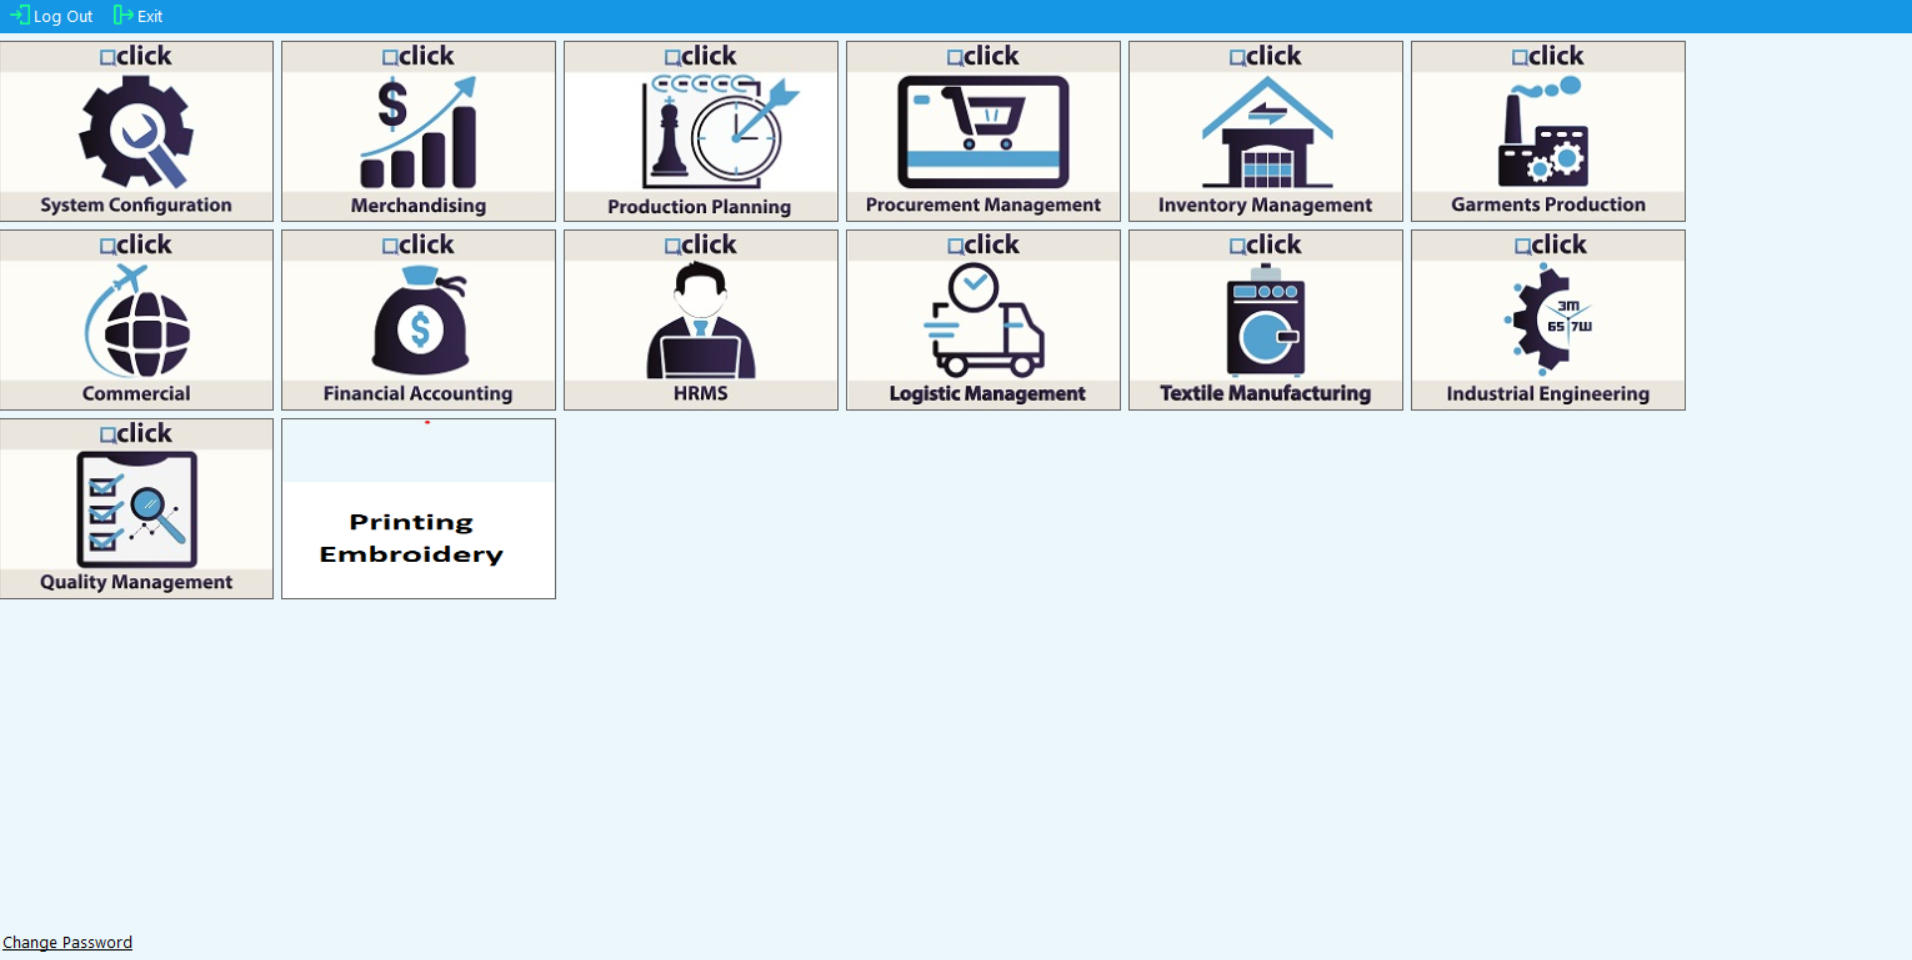 Log Out Exit
click click click click click click
System Configuration Merchandising Production Planning Procurement Management Inventory Management Garments Production
click click click click click click
$
3M
65 7W
Commercial Financial Accounting HRMS Logistic Management Textile Manufacturing Industrial Engineering
click
Printing
Embroidery
Quality Management
Change Password